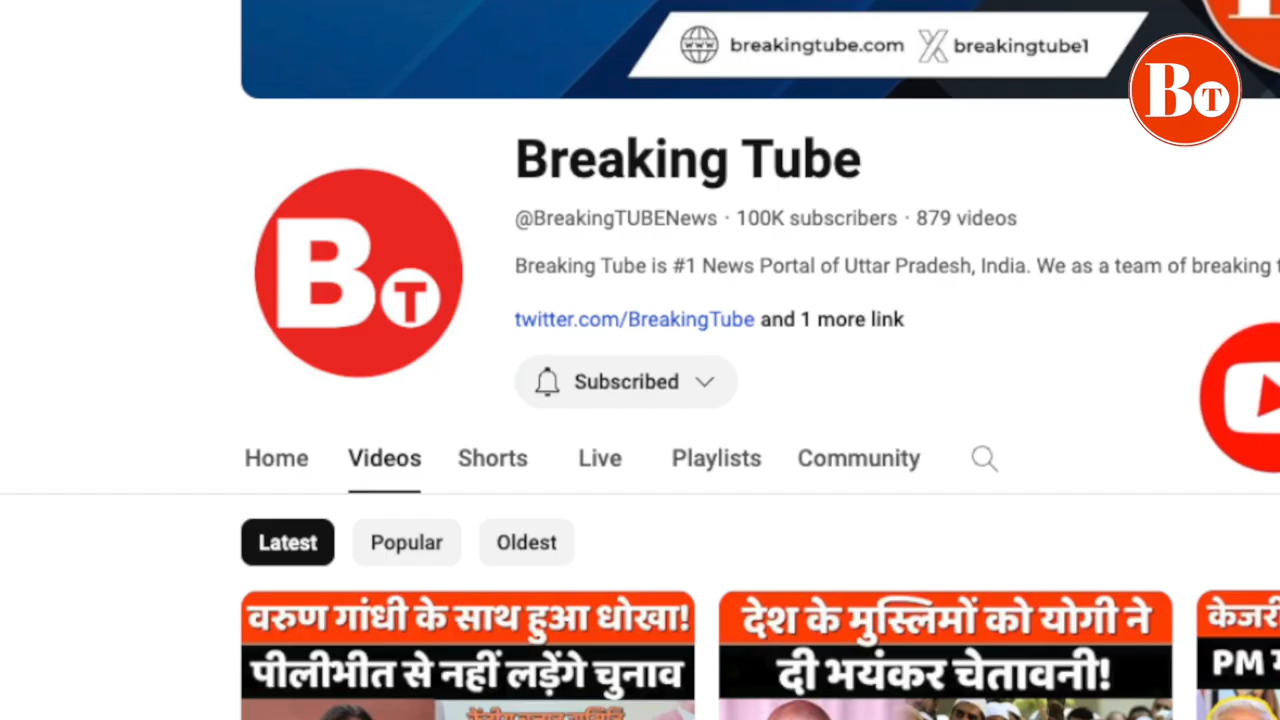 www breakingtube.com X breakingtube1
BT
Breaking Tube
@BreakingTUBENews · 100K subscribers · 879 videos
BT
Breaking Tube is #1 News Portal of Uttar Pradesh, India. We as a team of breaking
twitter.com/BreakingTube and 1 more link
Subscribed
Home Videos Shorts Live Playlists Community
Latest Popular Oldest
वरुण गांधी के साथ हुआ धोखा!
पीलीभीत से नहीं लड़ेंगे चुनाव
देश के मुस्लिमों को योगी ने
दी भयंकर चेतावनी!
PM